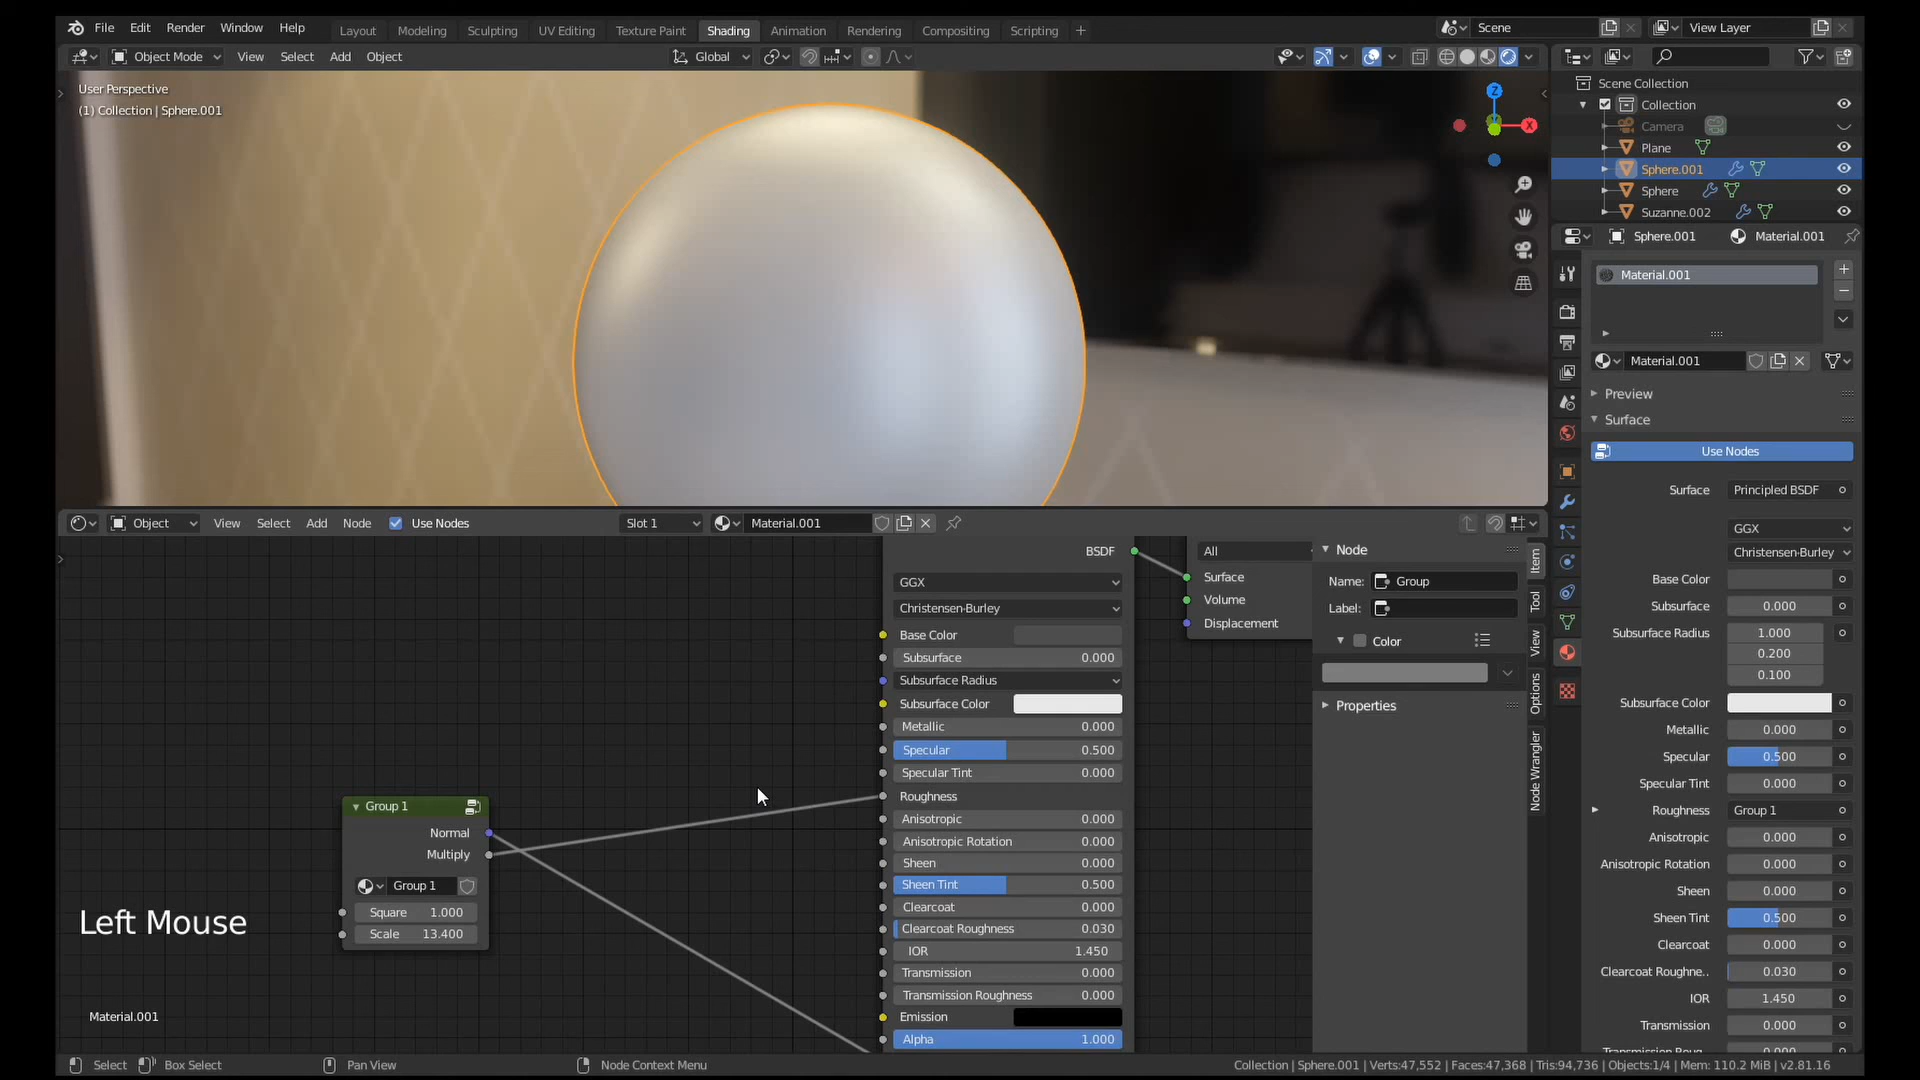 File Edit Render Window Help Layout Modeling Sculpting UV Editing Texture Paint Shading Animation Rendering Compositing Scripting + Scene View Layer
Object Mode View Select Add Object Global
User Perspective
(1) Collection | Sphere.001
Z
X
Scene Collection
Collection
Camera
Plane
Sphere.001
Sphere
Suzanne.002
Sphere.001 Material.001
Material.001
Material.001
Preview
Surface
Use Nodes
Surface Principled BSDF
GGX
Christensen-Burley
Base Color
Subsurface 0.000
Subsurface Radius 1.000
0.200
0.100
Subsurface Color
Metallic 0.000
Specular 0.500
Specular Tint 0.000
Roughness Group 1
Anisotropic 0.000
Anisotropic Rotation 0.000
Sheen 0.000
Sheen Tint 0.500
Clearcoat 0.000
Clearcoat Roughne.. 0.030
IOR 1.450
Transmission 0.000
Object View Select Add Node Use Nodes Slot 1 Material.001
BSDF
GGX
Christensen-Burley
Base Color
Subsurface 0.000
Subsurface Radius
Subsurface Color
Metallic 0.000
Specular 0.500
Specular Tint 0.000
Roughness
Anisotropic 0.000
Anisotropic Rotation 0.000
Sheen 0.000
Sheen Tint 0.500
Clearcoat 0.000
Clearcoat Roughness 0.030
IOR 1.450
Transmission 0.000
Transmission Roughness 0.000
Emission
Alpha 1.000
All
Surface
Volume
Displacement
Node
Name: Group
Label:
Color
Properties
Item
Tool
View
Options
Node Wrangler
Group 1
Normal
Multiply
Group 1
Square 1.000
Scale 13.400
Left Mouse
Material.001
Select Box Select Pan View Node Context Menu Collection | Sphere.001 | Verts:47,552 | Faces:47,368 | Tris:94,736 | Objects:1/4 | Mem: 110.2 MiB | v2.81.16